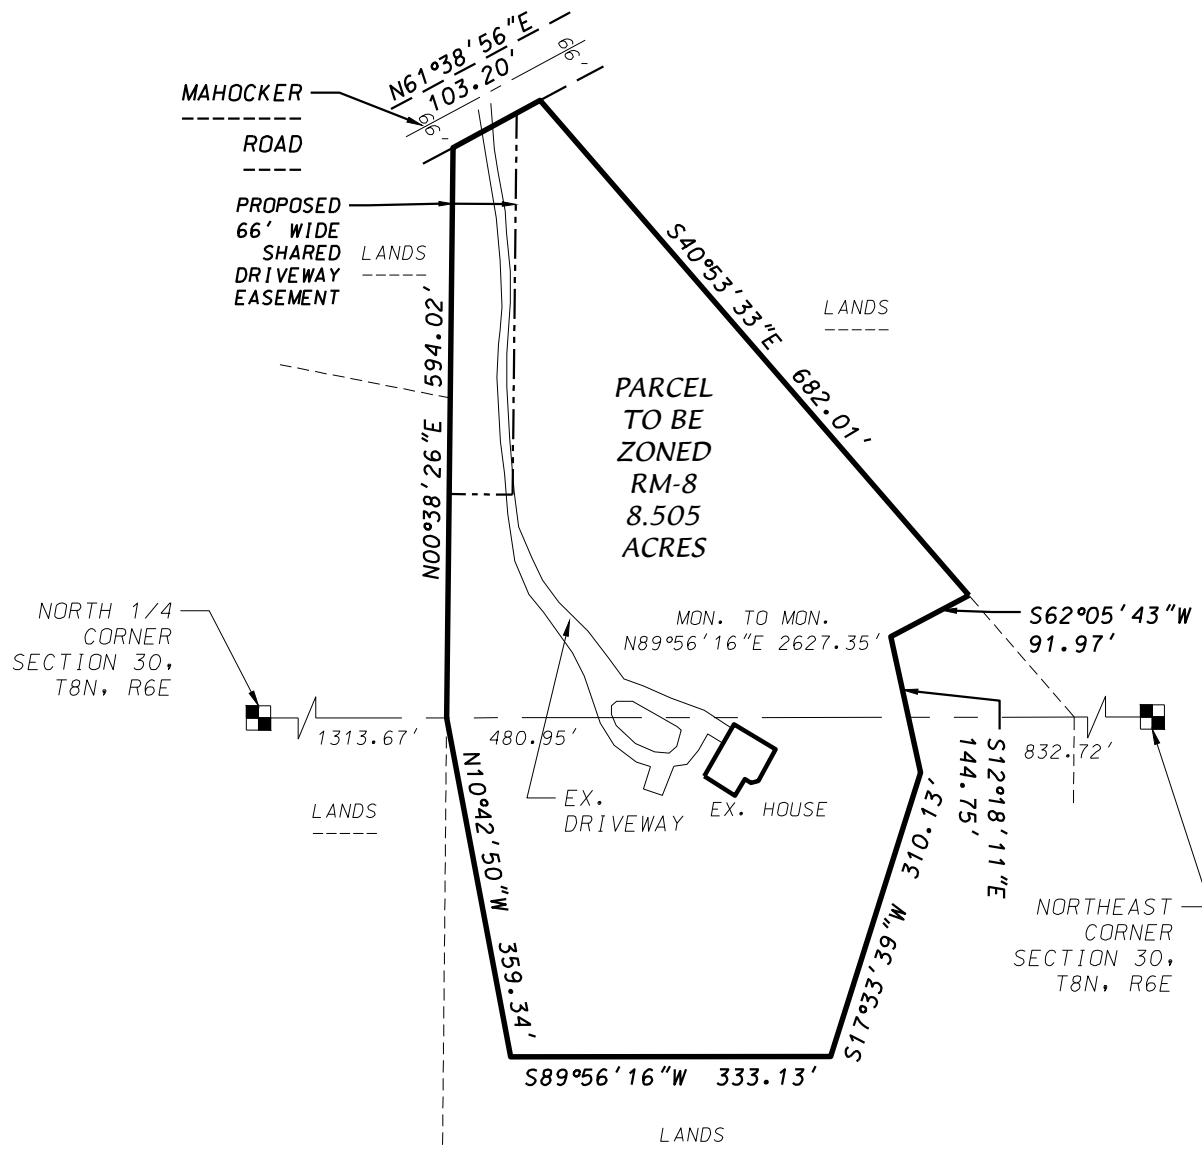 N61°38'56"E
103.20'
66'
66'
MAHOCKER
ROAD
PROPOSED
66' WIDE
SHARED
DRIVEWAY
EASEMENT
LANDS
S40°53'33"E 682.01'
LANDS
N00°38'26"E 594.02'
PARCEL
TO BE
ZONED
RM-8
8.505
ACRES
NORTH 1/4
CORNER
SECTION 30,
T8N, R6E
MON. TO MON.
N89°56'16"E 2627.35'
S62°05'43"W
91.97'
1313.67'
480.95'
832.72'
S12°18'11"E
144.75'
LANDS
N10°42'50"W 359.34'
EX.
DRIVEWAY
EX. HOUSE
S17°33'39"W 310.13'
NORTHEAST
CORNER
SECTION 30,
T8N, R6E
S89°56'16"W 333.13'
LANDS